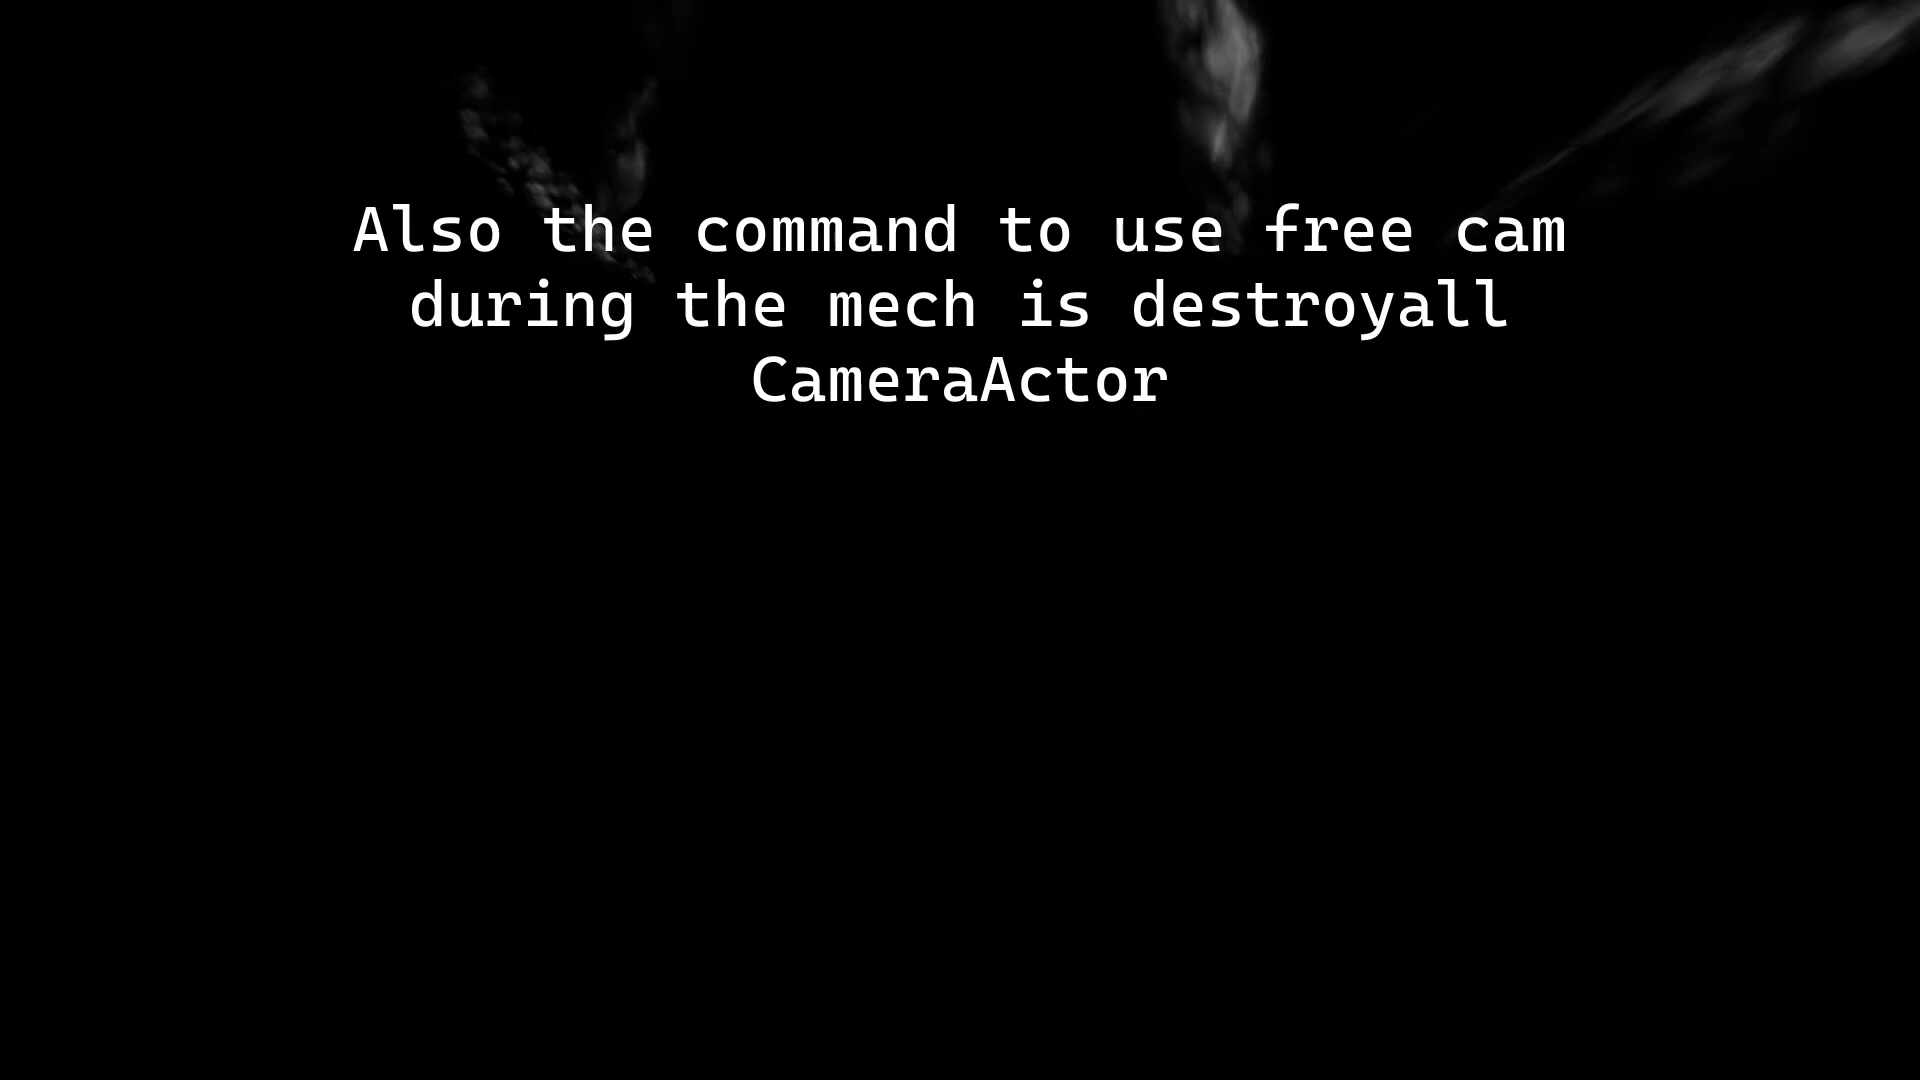 Also the command to use free cam
during the mech is destroyall
CameraActor